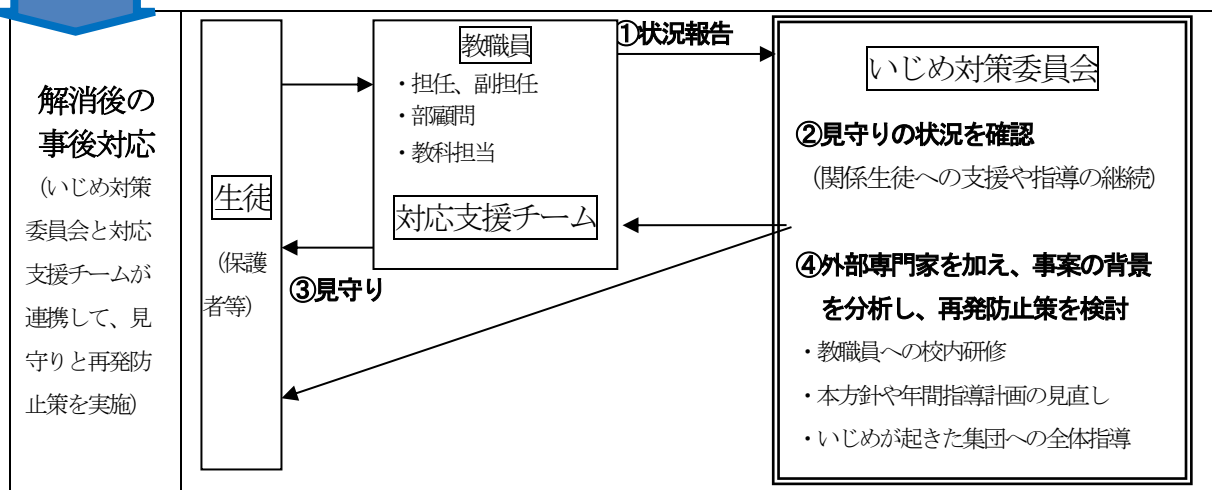 解消後の
事後対応
（いじめ対策
委員会と対応
支援チームが
連携して、見
守りと再発防
止策を実施）
生徒
（保護
者等）
教職員
・担任、副担任
・部顧問
・教科担当
対応支援チーム
①状況報告
③見守り
いじめ対策委員会
②見守りの状況を確認
（関係生徒への支援や指導の継続）
④外部専門家を加え、事案の背景
を分析し、再発防止策を検討
・教職員への校内研修
・本方針や年間指導計画の見直し
・いじめが起きた集団への全体指導